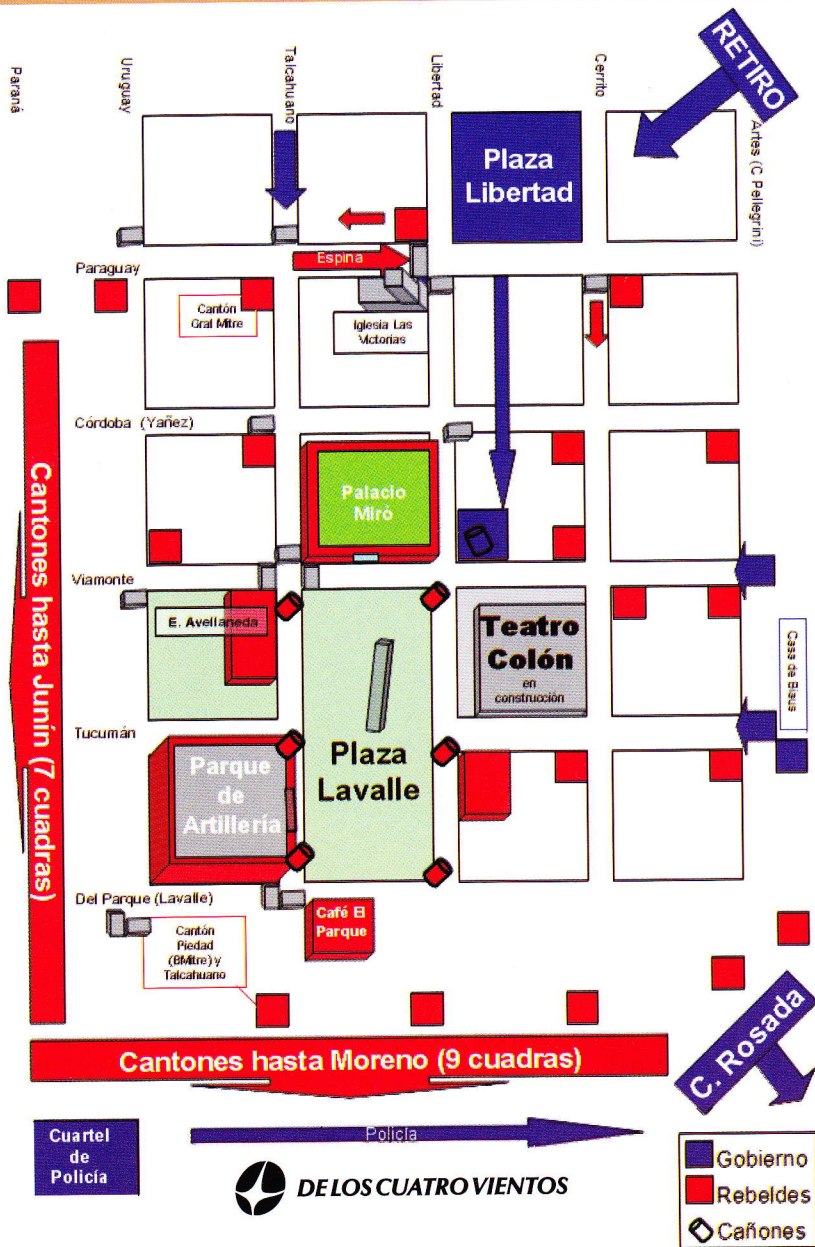 RETIRO
Paraná
Uruguay
Talcahuano
Libertad
Cerrito
Artes (C Pellegrini)
Plaza
Libertad
Paraguay
Espina
Cantón
Gral Mitre
Iglesia Las
Victorias
Córdoba (Yañez)
Palacio
Miró
Viamonte
E. Avellaneda
Teatro
Colón
en
construcción
Casa de Blaus
Tucumán
Parque
de
Artillería
Plaza
Lavalle
Del Parque (Lavalle)
Café El
Parque
Cantón
Piedad
(BMitre) y
Talcahuano
Cantones hasta Junín (7 cuadras)
Cantones hasta Moreno (9 cuadras)
C. Rosada
Cuartel
de
Policía
Policía
DE LOS CUATRO VIENTOS
Gobierno
Rebeldes
Cañones